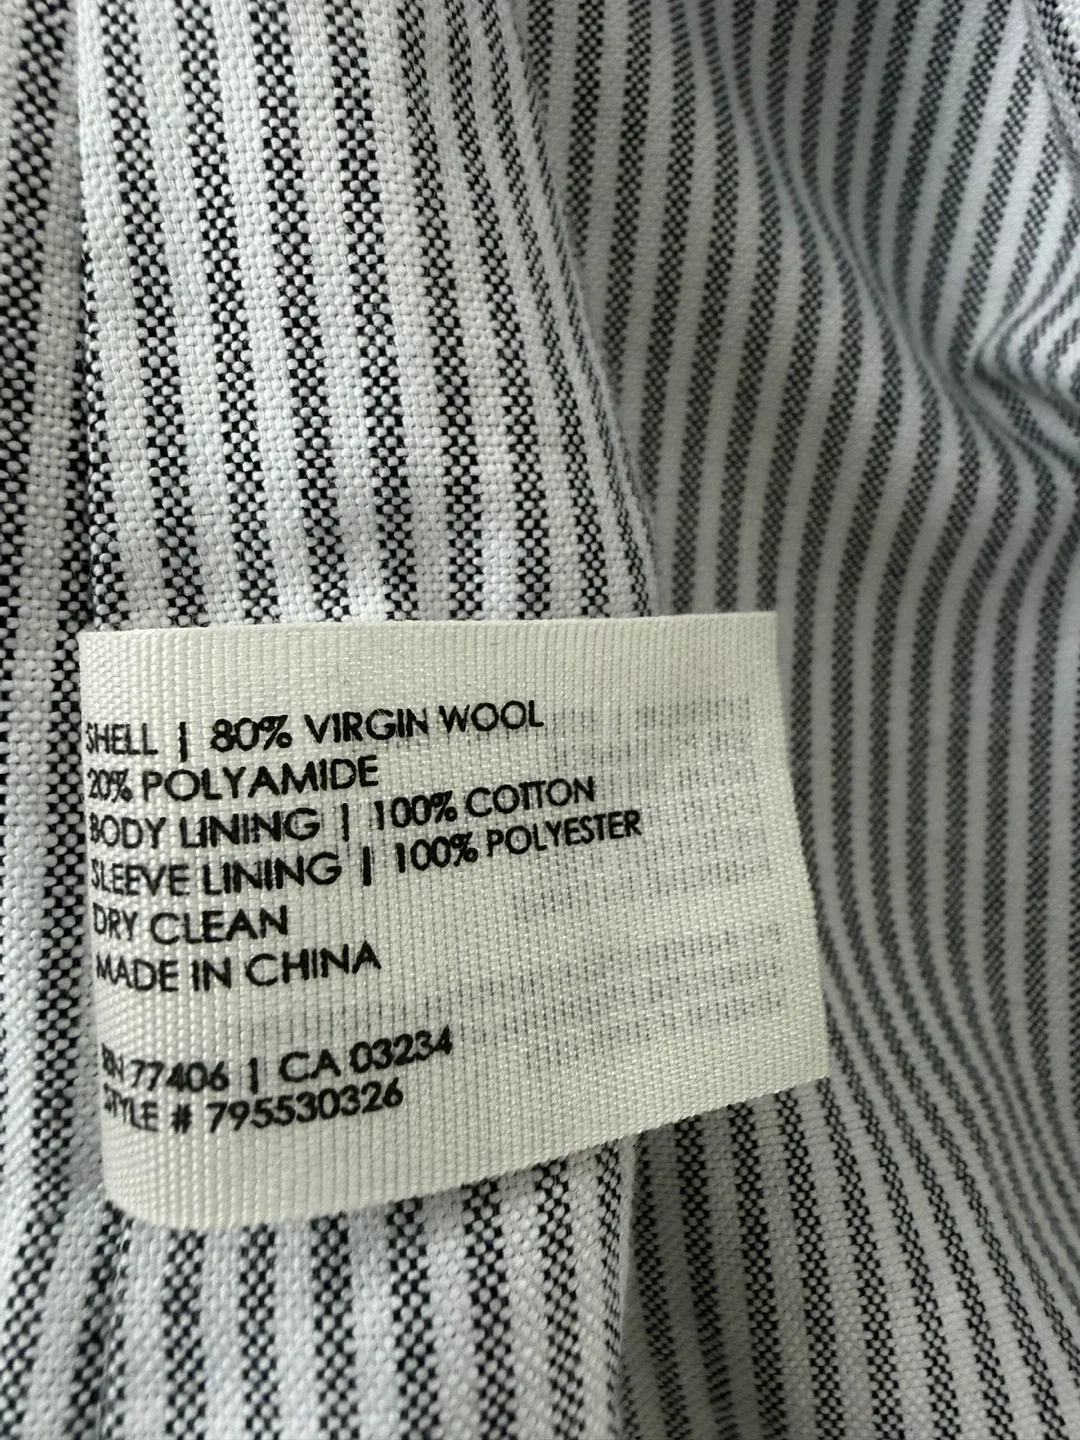 SHELL | 80% VIRGIN WOOL
20% POLYAMIDE
BODY LINING | 100% COTTON
SLEEVE LINING | 100% POLYESTER
DRY CLEAN
MADE IN CHINA
RN 77406 | CA 03234
STYLE # 795530326